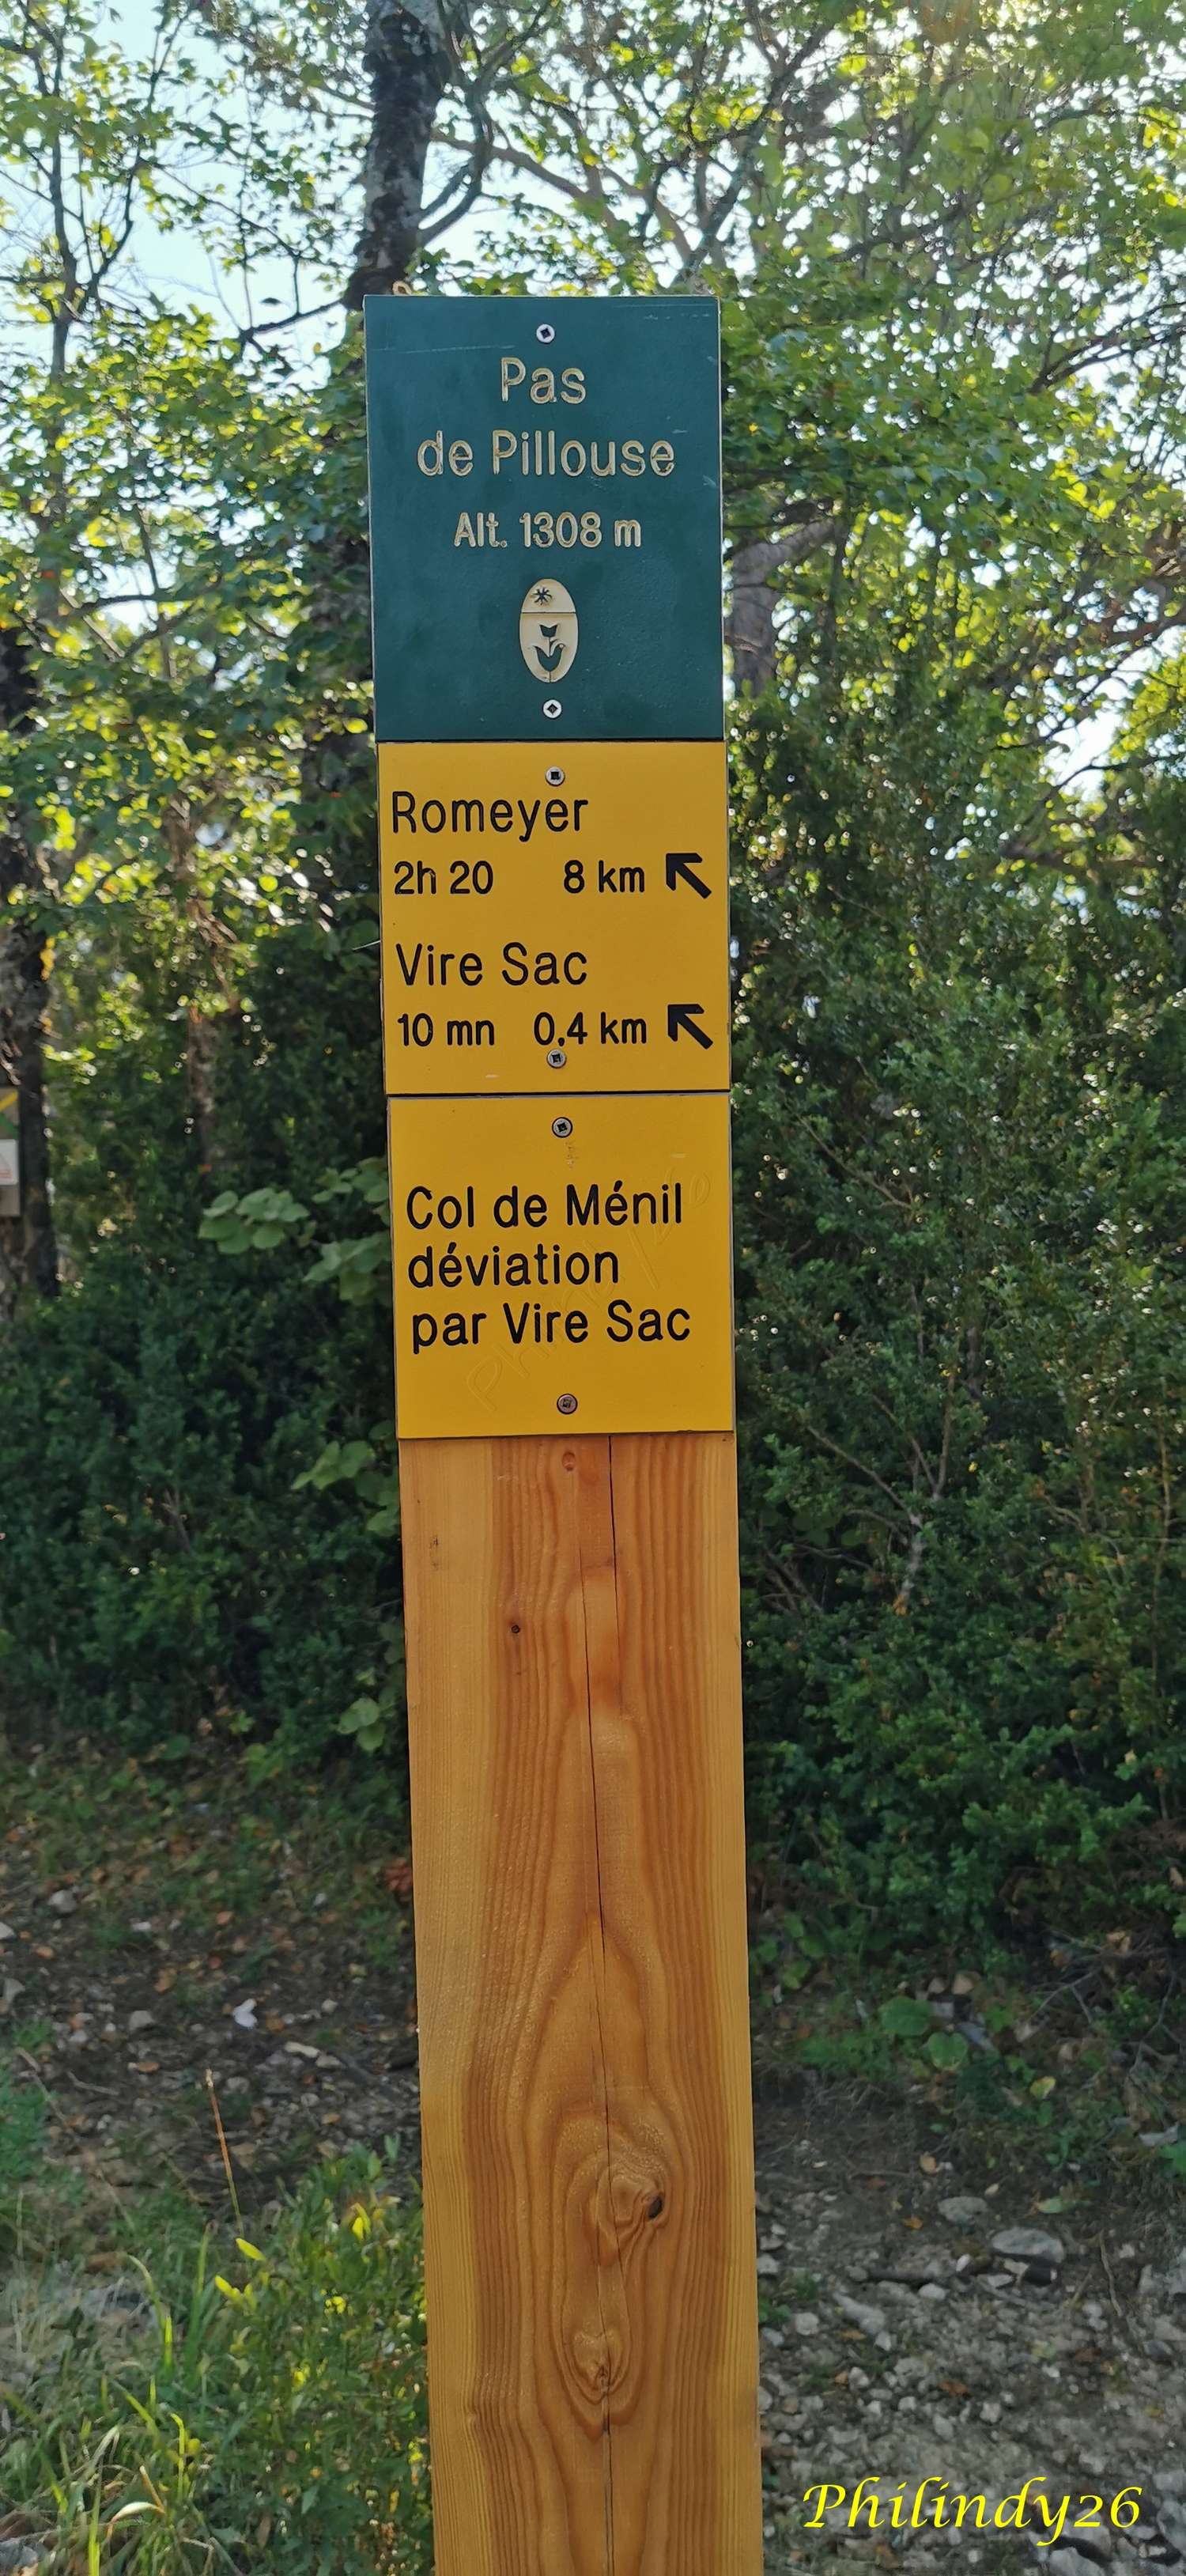 Pas
de Pillouse
Alt. 1308 m
Romeyer
2h 20 8 km
Vire Sac
10 mn 0,4 km
Col de Ménil
déviation
par Vire Sac
Philindy26